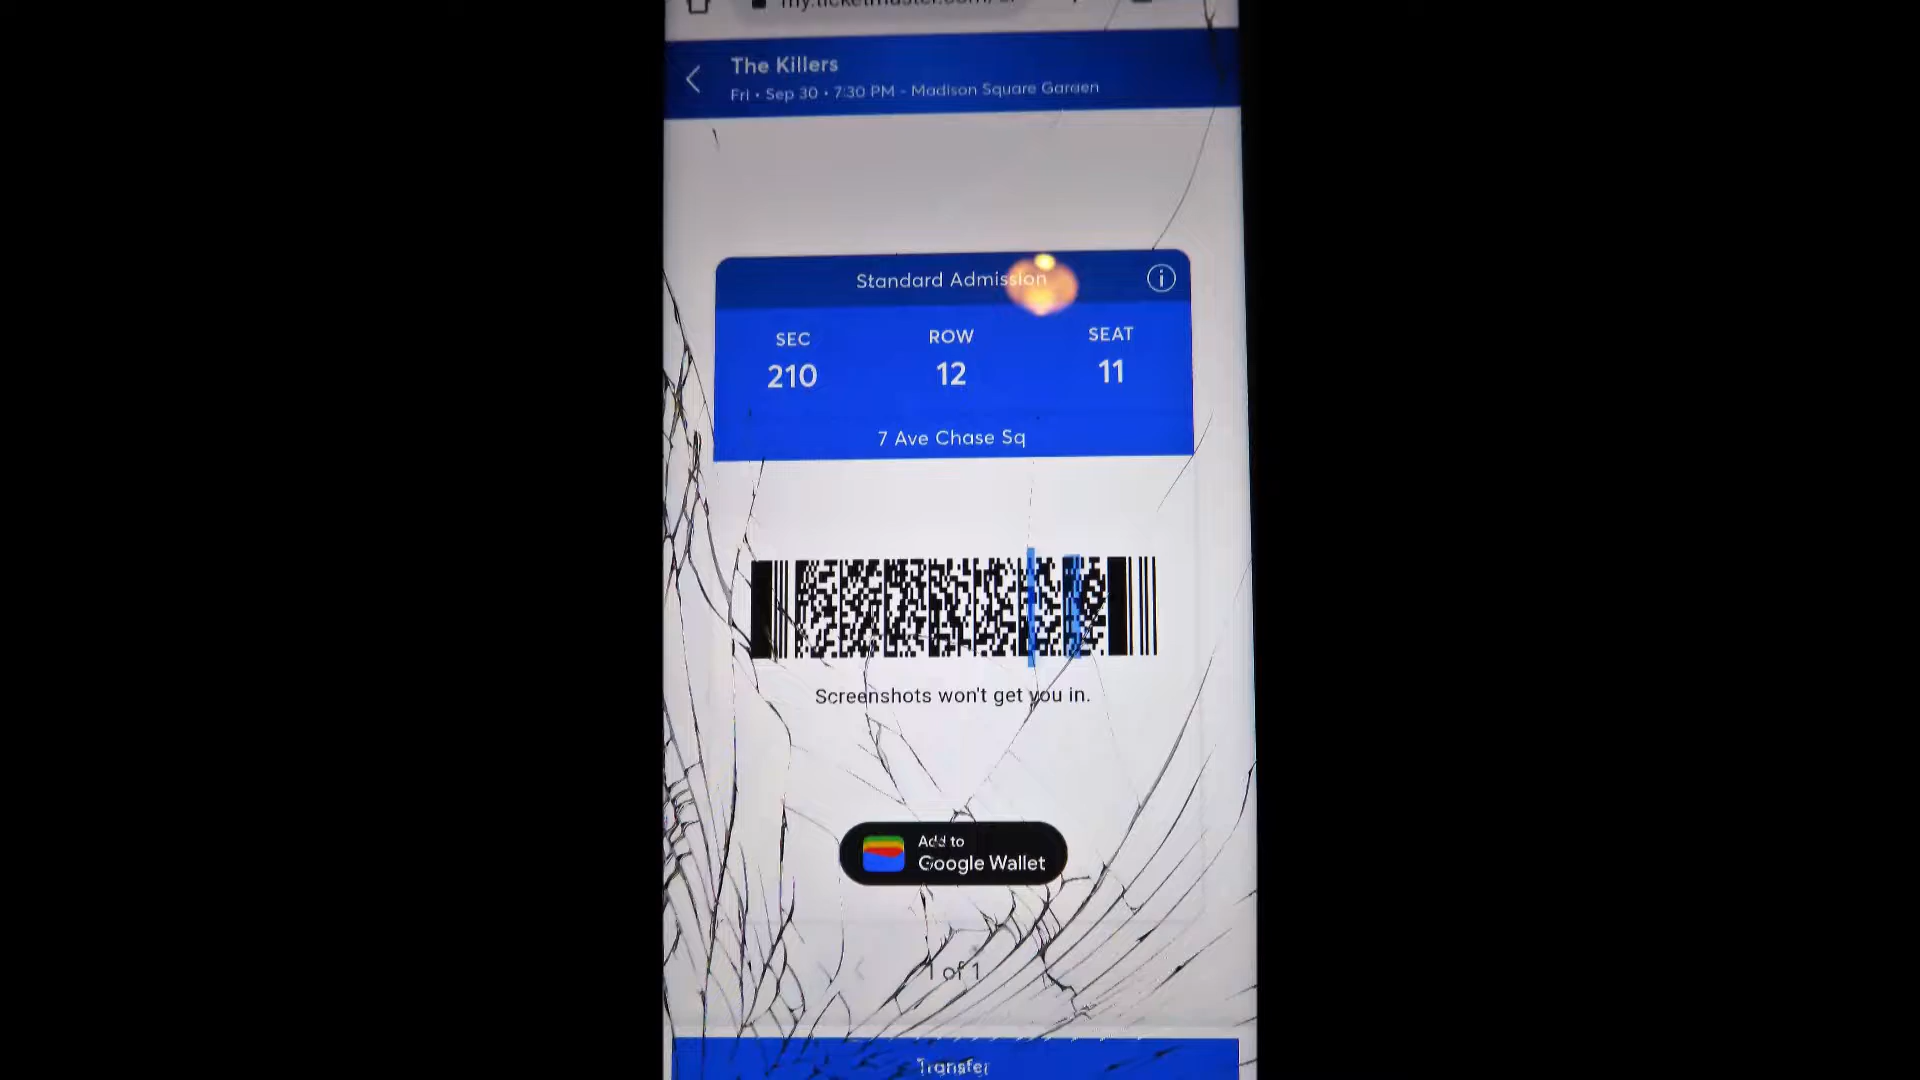 The Killers
Fri • Sep 30 • 7:30 PM - Madison Square Garden
Standard Admission
SEC ROW SEAT
210 12 11
7 Ave Chase Sq
Screenshots won't get you in.
Add to
Google Wallet
1 of 1
Transfer